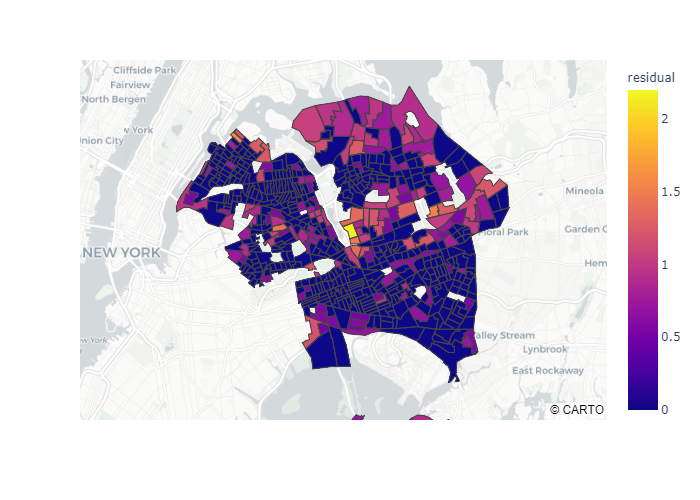 Cliffside Park
Fairview
North Bergen
York
Union City
NEW YORK
Mineola
Garden C
Floral Park
Hem
Valley Stream
Lynbrook
East Rockaway
© CARTO
residual
2
1.5
1
0.5
0